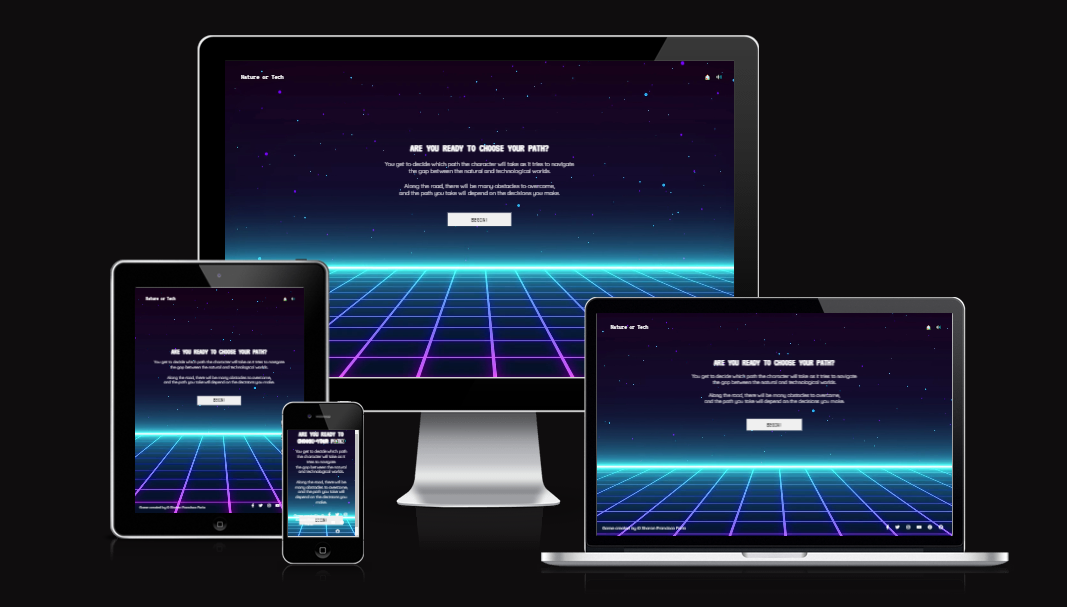 Nature or Tech
ARE YOU READY TO CHOOSE YOUR PATH?
You get to decide which path the character will take as it tries to navigate
the gap between the natural and technological worlds.
Along the road, there will be many obstacles to overcome,
and the path you take will depend on the decisions you make.
BEGIN!
Nature or Tech
ARE YOU READY TO CHOOSE YOUR PATH?
You get to decide which path the character will take as it tries to navigate
the gap between the natural and technological worlds.
Along the road, there will be many obstacles to overcome,
and the path you take will depend on the decisions you make.
BEGIN!
Game created by
ARE YOU READY TO
CHOOSE YOUR PATH?
You get to decide which path
the character will take as it
tries to navigate
the gap between the natural
and technological worlds.
Along the road, there will be
many obstacles to overcome,
and the path you take will
depend on the decisions you
make.
BEGIN!
Nature or Tech
ARE YOU READY TO CHOOSE YOUR PATH?
You get to decide which path the character will take as it tries to navigate
the gap between the natural and technological worlds.
Along the road, there will be many obstacles to overcome,
and the path you take will depend on the decisions you make.
BEGIN!
Game created by